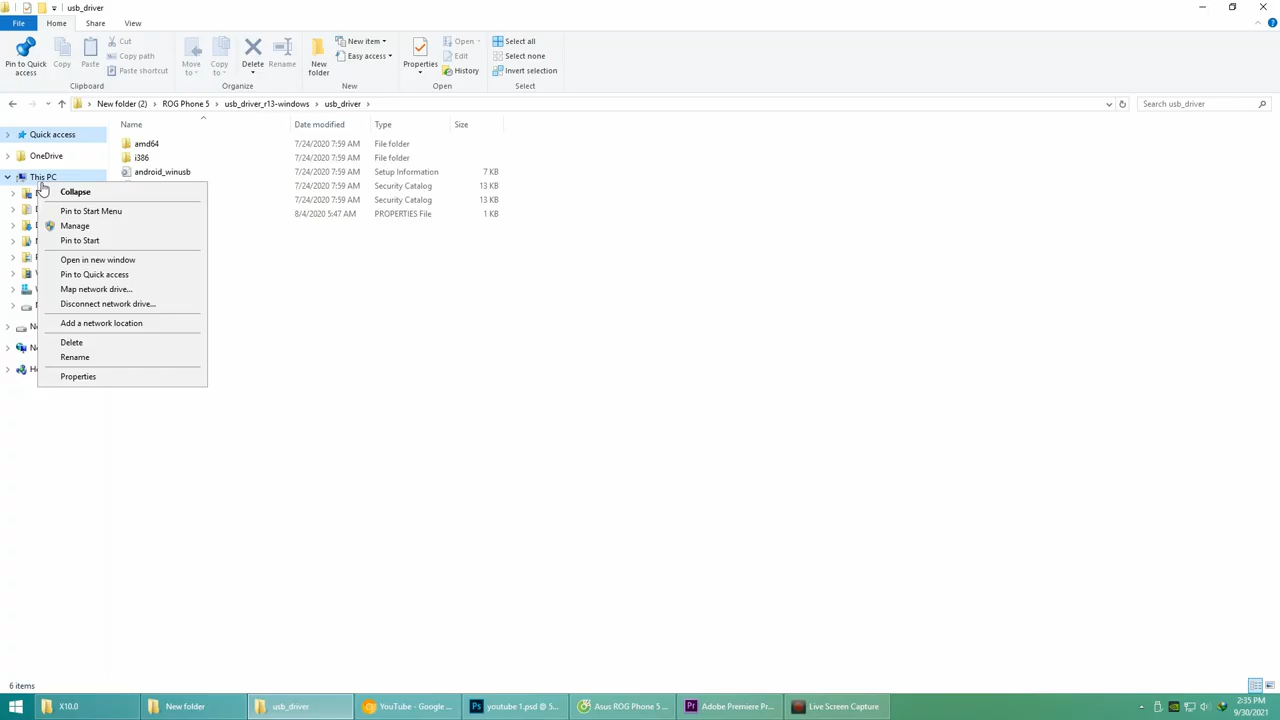 usb_driver
File Home Share View
Pin to Quick access
Copy
Paste
Cut
Copy path
Paste shortcut
Clipboard
Move to
Copy to
Delete
Rename
Organize
New folder
New item
Easy access
New
Properties
Open
Edit
History
Open
Select all
Select none
Invert selection
Select
New folder (2) ROG Phone 5 usb_driver_r13-windows usb_driver
Search usb_driver
Name Date modified Type Size
Quick access
OneDrive
This PC
amd64 7/24/2020 7:59 AM File folder
i386 7/24/2020 7:59 AM File folder
android_winusb 7/24/2020 7:59 AM Setup Information 7 KB
7/24/2020 7:59 AM Security Catalog 13 KB
7/24/2020 7:59 AM Security Catalog 13 KB
8/4/2020 5:47 AM PROPERTIES File 1 KB
Collapse
Pin to Start Menu
Manage
Pin to Start
Open in new window
Pin to Quick access
Map network drive...
Disconnect network drive...
Add a network location
Delete
Rename
Properties
6 items
X10.0
New folder
usb_driver
YouTube - Google ...
youtube 1.psd @ 5...
Asus ROG Phone 5 ...
Adobe Premiere Pr...
Live Screen Capture
2:35 PM
9/30/2021